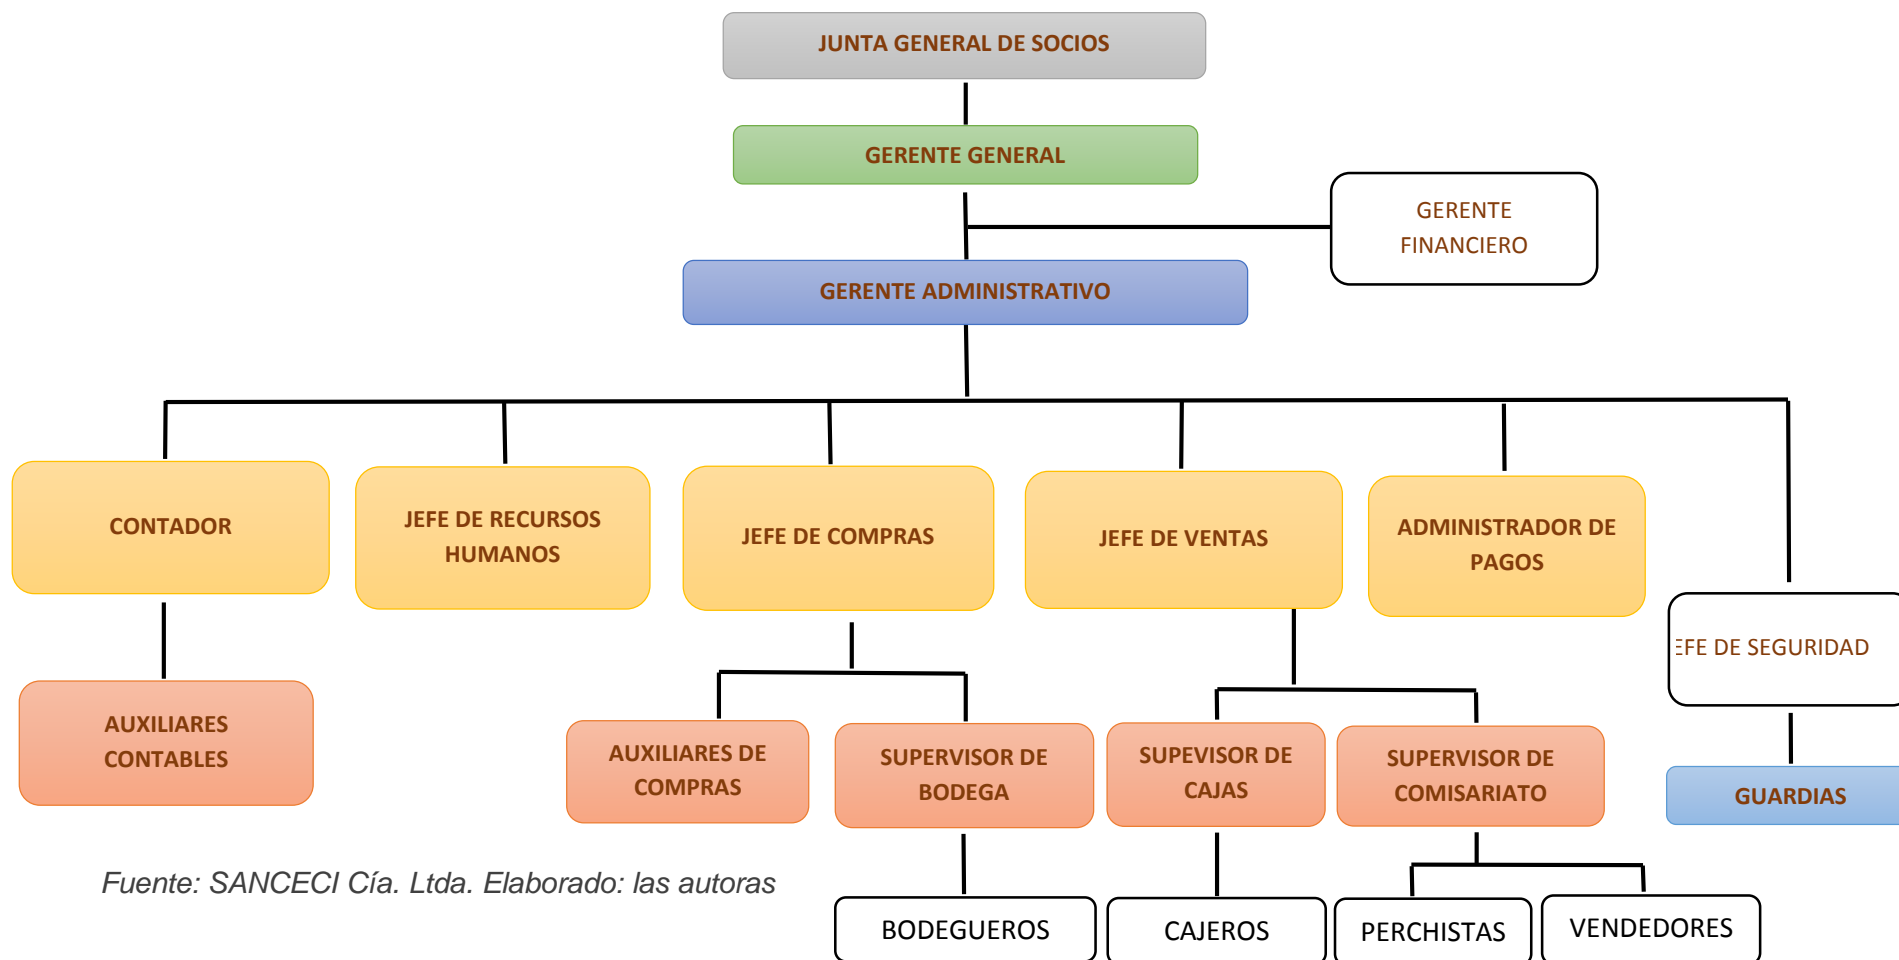 JUNTA GENERAL DE SOCIOS
GERENTE GENERAL
GERENTE
FINANCIERO
GERENTE ADMINISTRATIVO
CONTADOR
JEFE DE RECURSOS
HUMANOS
JEFE DE COMPRAS
JEFE DE VENTAS
ADMINISTRADOR DE
PAGOS
EFE DE SEGURIDAD
AUXILIARES
CONTABLES
AUXILIARES DE
COMPRAS
SUPERVISOR DE
BODEGA
SUPEVISOR DE
CAJAS
SUPERVISOR DE
COMISARIATO
GUARDIAS
Fuente: SANCECI Cía. Ltda. Elaborado: las autoras
BODEGUEROS
CAJEROS
PERCHISTAS
VENDEDORES